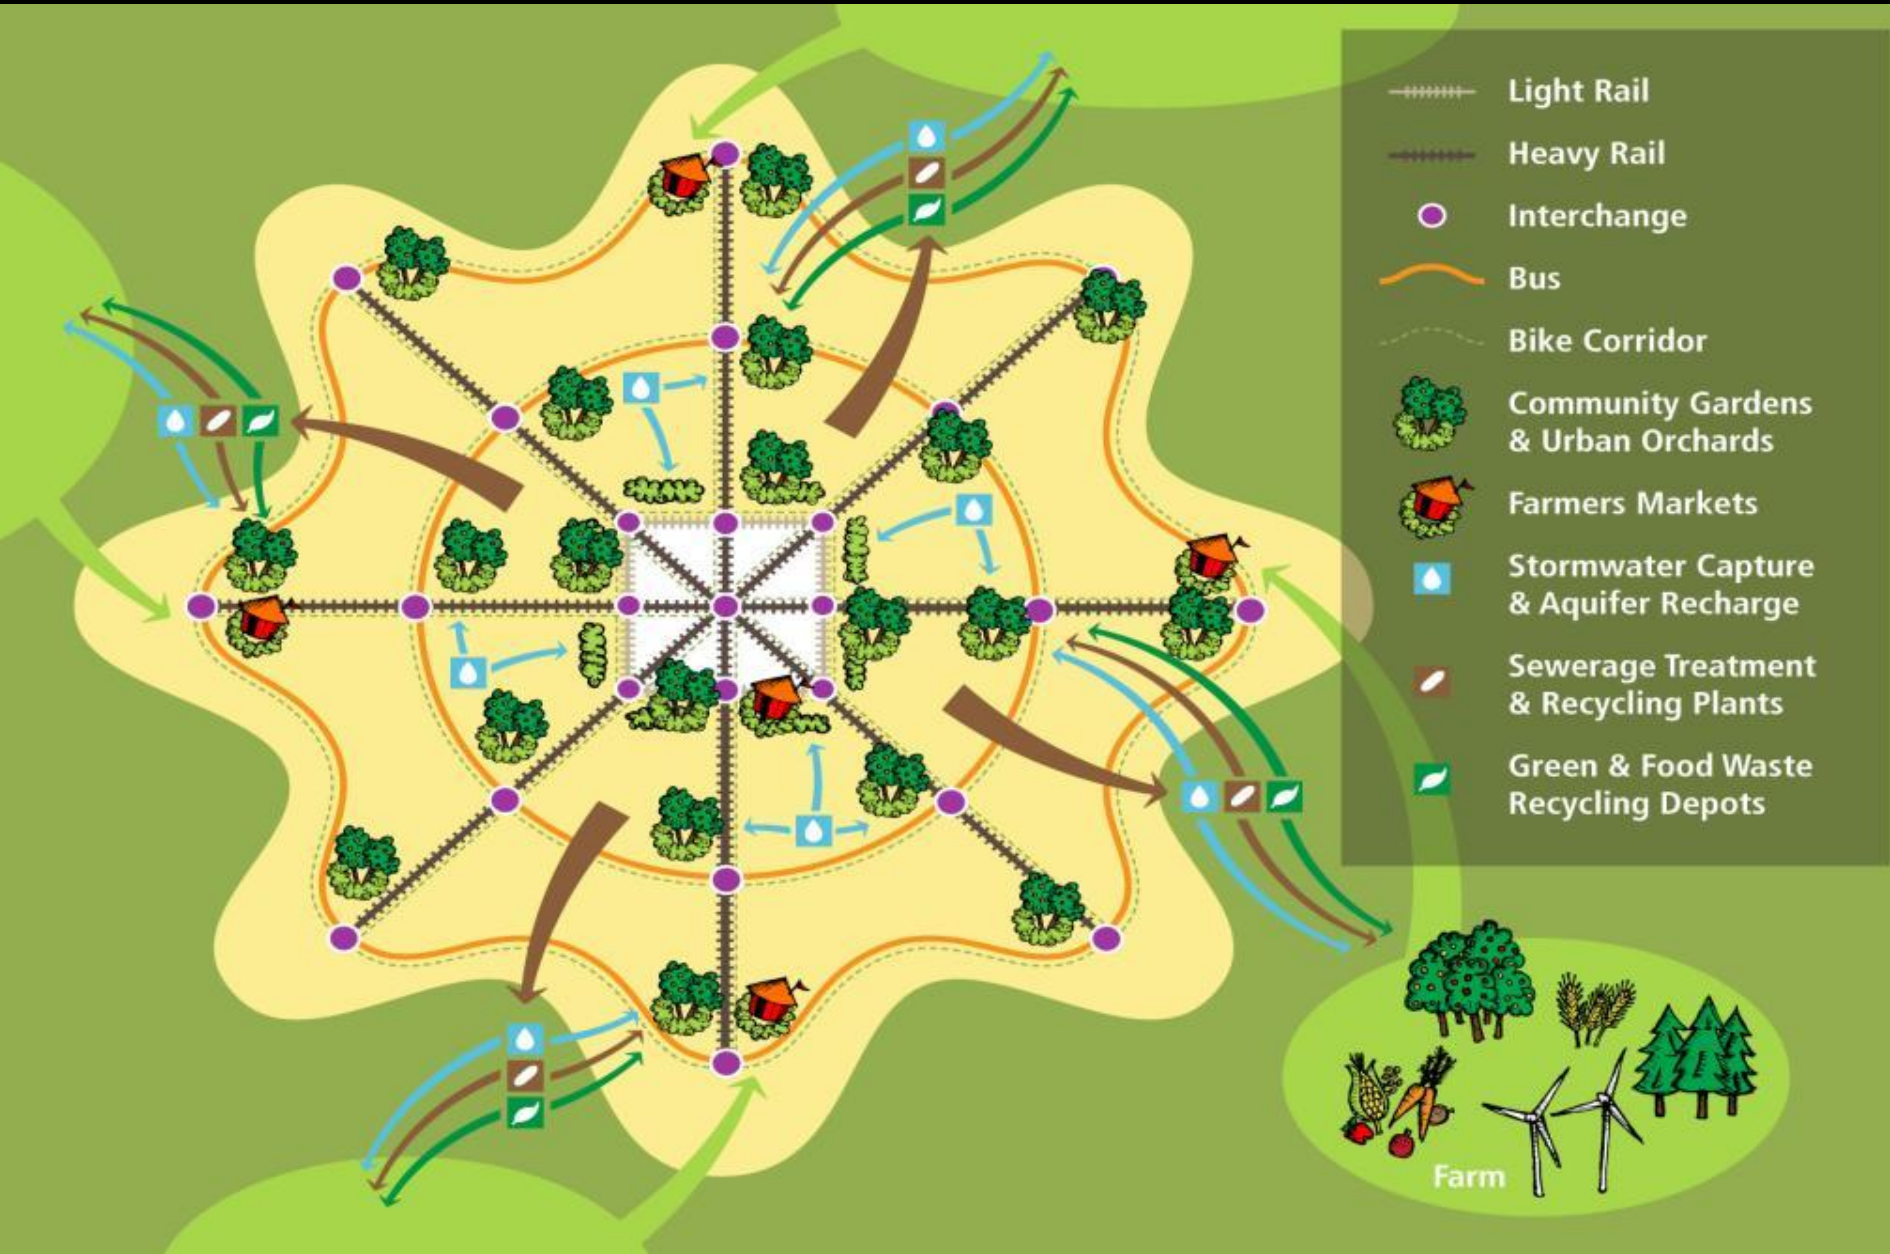 Light Rail
Heavy Rail
Interchange
Bus
Bike Corridor
Community Gardens
& Urban Orchards
Farmers Markets
Stormwater Capture
& Aquifer Recharge
Sewerage Treatment
& Recycling Plants
Green & Food Waste
Recycling Depots
Farm